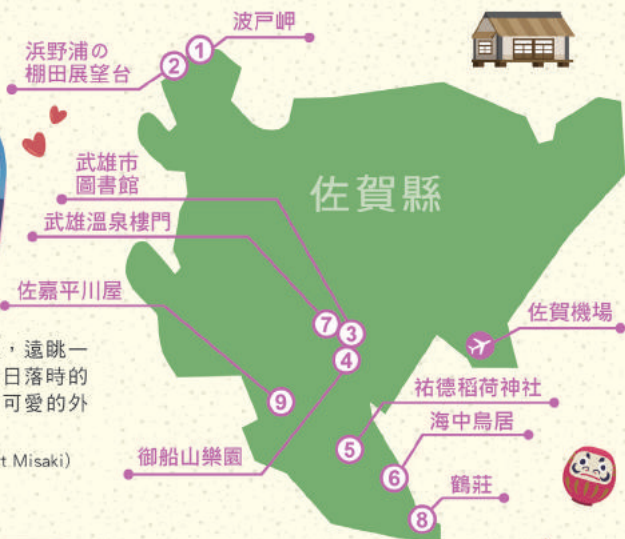 波戸岬
①
浜野浦の
棚田展望台
②
武雄市
圖書館
佐賀縣
武雄溫泉樓門
佐嘉平川屋
⑦
③
④
佐賀機場
，遠眺一
日落時的
可愛的外
t Misaki)
⑨
祐德稻荷神社
海中鳥居
⑤
御船山樂園
⑥
鶴莊
⑧